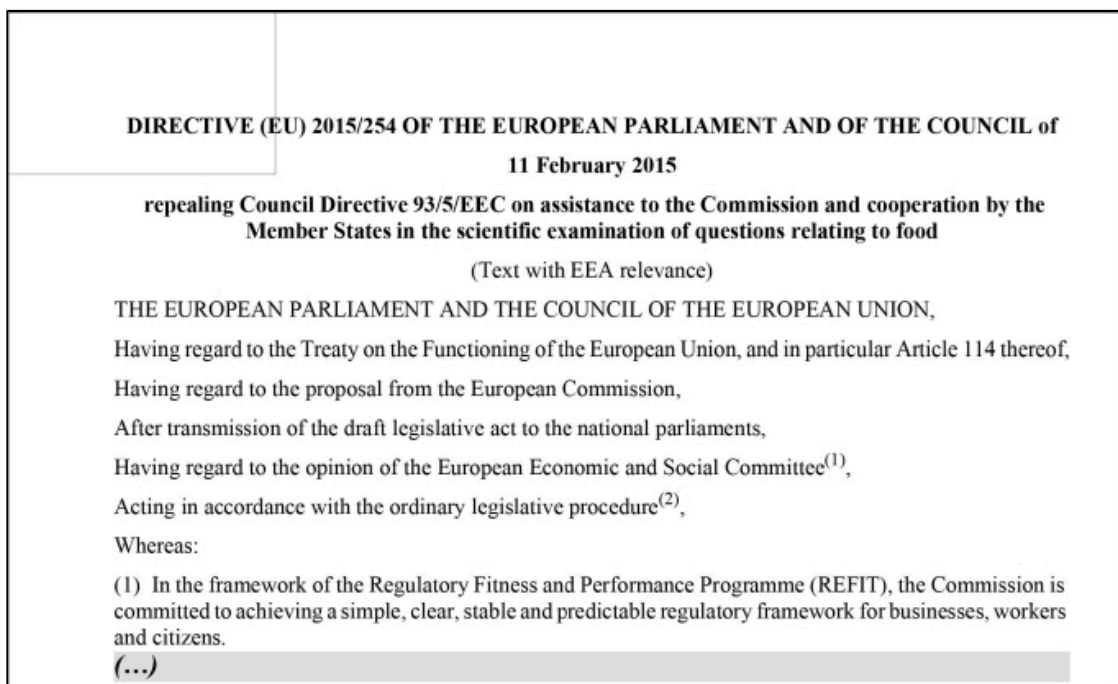 DIRECTIVE (EU) 2015/254 OF THE EUROPEAN PARLIAMENT AND OF THE COUNCIL of
11 February 2015
repealing Council Directive 93/5/EEC on assistance to the Commission and cooperation by the
Member States in the scientific examination of questions relating to food
(Text with EEA relevance)
THE EUROPEAN PARLIAMENT AND THE COUNCIL OF THE EUROPEAN UNION,
Having regard to the Treaty on the Functioning of the European Union, and in particular Article 114 thereof,
Having regard to the proposal from the European Commission,
After transmission of the draft legislative act to the national parliaments,
Having regard to the opinion of the European Economic and Social Committee(1),
Acting in accordance with the ordinary legislative procedure(2),
Whereas:
(1) In the framework of the Regulatory Fitness and Performance Programme (REFIT), the Commission is
committed to achieving a simple, clear, stable and predictable regulatory framework for businesses, workers
and citizens.
(…)